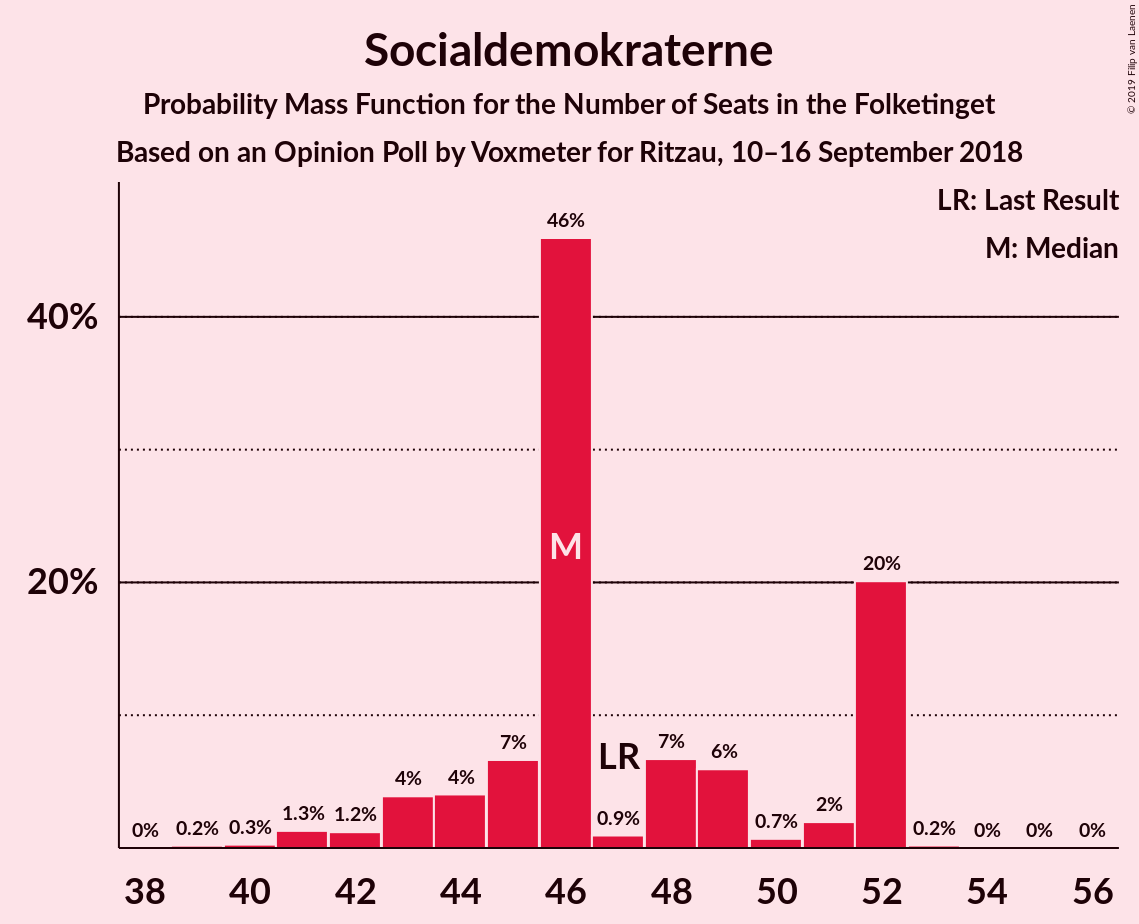 Socialdemokraterne
Probability Mass Function for the Number of Seats in the Folketinget
Based on an Opinion Poll by Voxmeter for Ritzau, 10–16 September 2018
© 2019 Filip van Laenen
LR: Last Result
M: Median
40%
20%
0% 0.2% 0.3% 1.3% 1.2% 4% 4% 7% 46% 0.9% 7% 6% 0.7% 2% 20% 0.2% 0% 0% 0%
M
LR
38 40 42 44 46 48 50 52 54 56